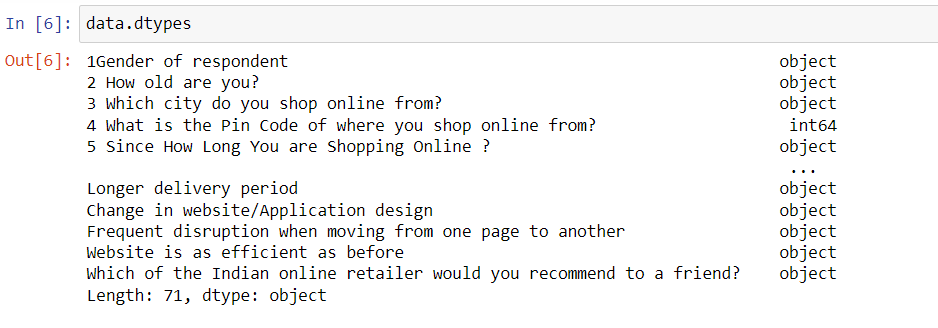 In [6]: data.dtypes
Out[6]: 1Gender of respondent object
2 How old are you? object
3 Which city do you shop online from? object
4 What is the Pin Code of where you shop online from? int64
5 Since How Long You are Shopping Online ? object
...
Longer delivery period object
Change in website/Application design object
Frequent disruption when moving from one page to another object
Website is as efficient as before object
Which of the Indian online retailer would you recommend to a friend? object
Length: 71, dtype: object